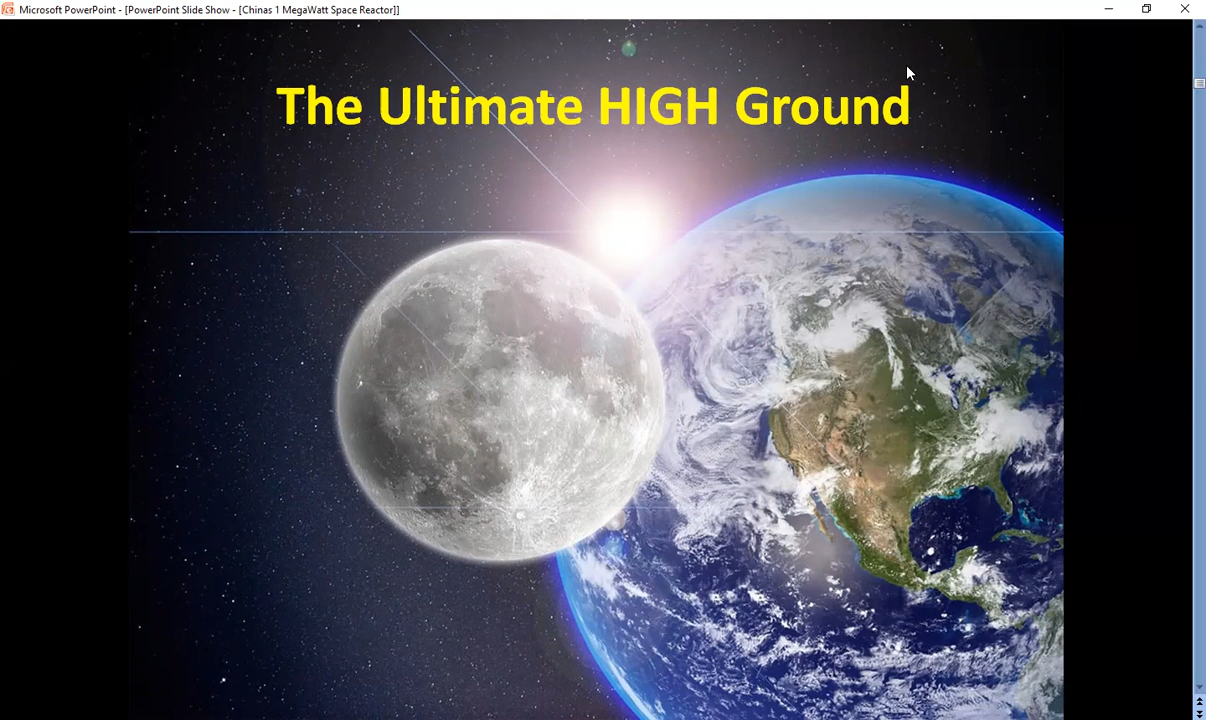 Microsoft PowerPoint - [PowerPoint Slide Show - [Chinas 1 MegaWatt Space Reactor]]
The Ultimate HIGH Ground